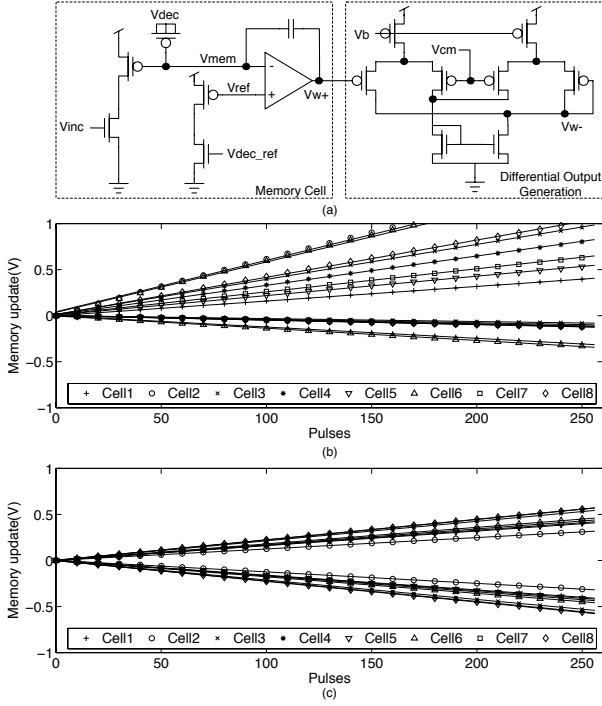 Vdec
Vmem
Vref
Vinc
Vdec_ref
Vw+
Memory Cell
Vb
Vcm
Vw-
Differential Output
Generation
-
+
(a)
Memory update(V)
1
0.5
0
-0.5
-1
0 50 100 150 200 250
Cell1 Cell2 Cell3 Cell4 Cell5 Cell6 Cell7 Cell8
Pulses
(b)
Memory update(V)
1
0.5
0
-0.5
-1
0 50 100 150 200 250
Cell1 Cell2 Cell3 Cell4 Cell5 Cell6 Cell7 Cell8
Pulses
(c)